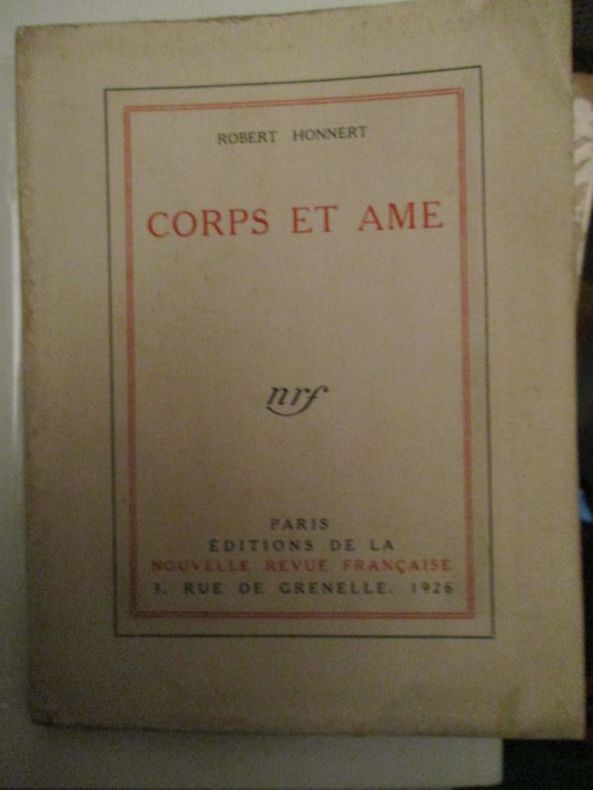 ROBERT HONNERT
CORPS ET AME
nrf
PARIS
ÉDITIONS DE LA
NOUVELLE REVUE FRANÇAISE
3, RUE DE GRENELLE. 1926